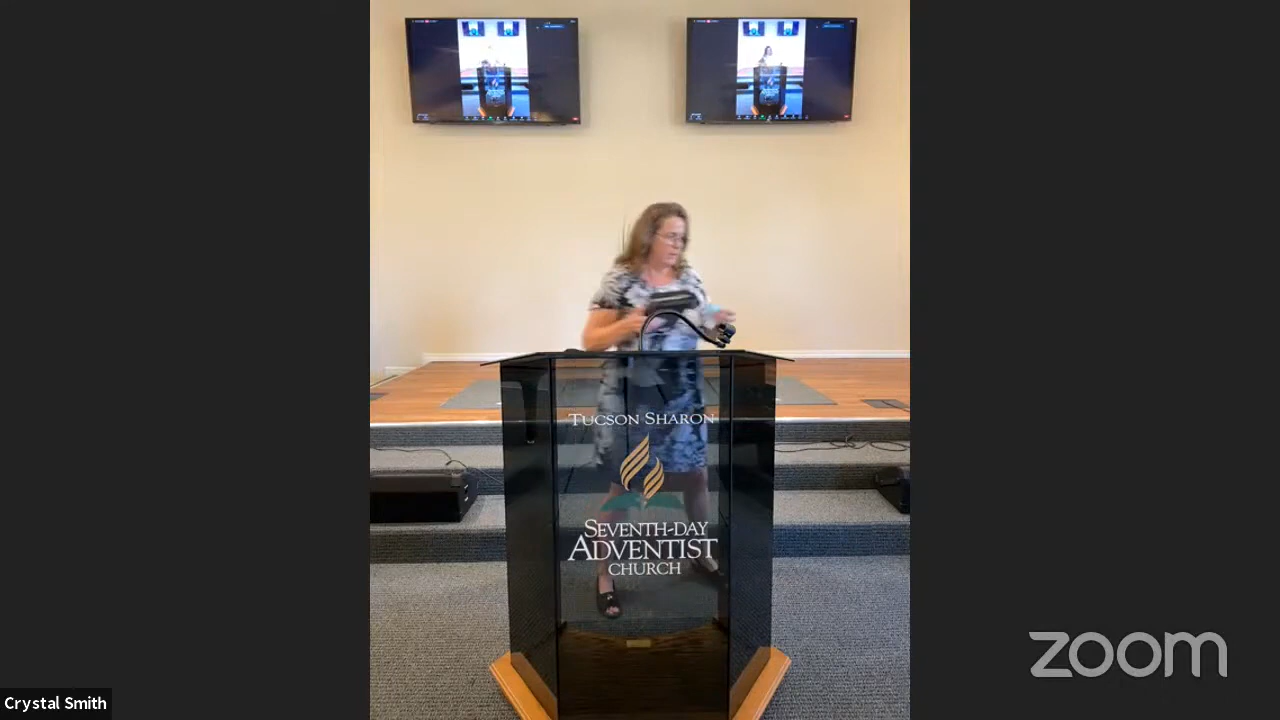 TUCSON SHARON
SEVENTH-DAY
ADVENTIST
CHURCH
zoom
Crystal Smith